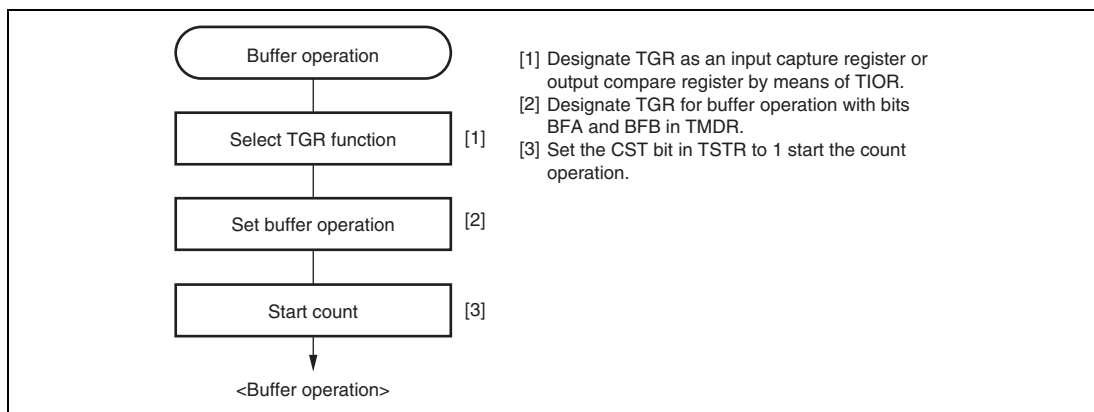 Buffer operation
Select TGR function
[1]
Set buffer operation
[2]
Start count
[3]
<Buffer operation>
[1] Designate TGR as an input capture register or
output compare register by means of TIOR.
[2] Designate TGR for buffer operation with bits
BFA and BFB in TMDR.
[3] Set the CST bit in TSTR to 1 start the count
operation.